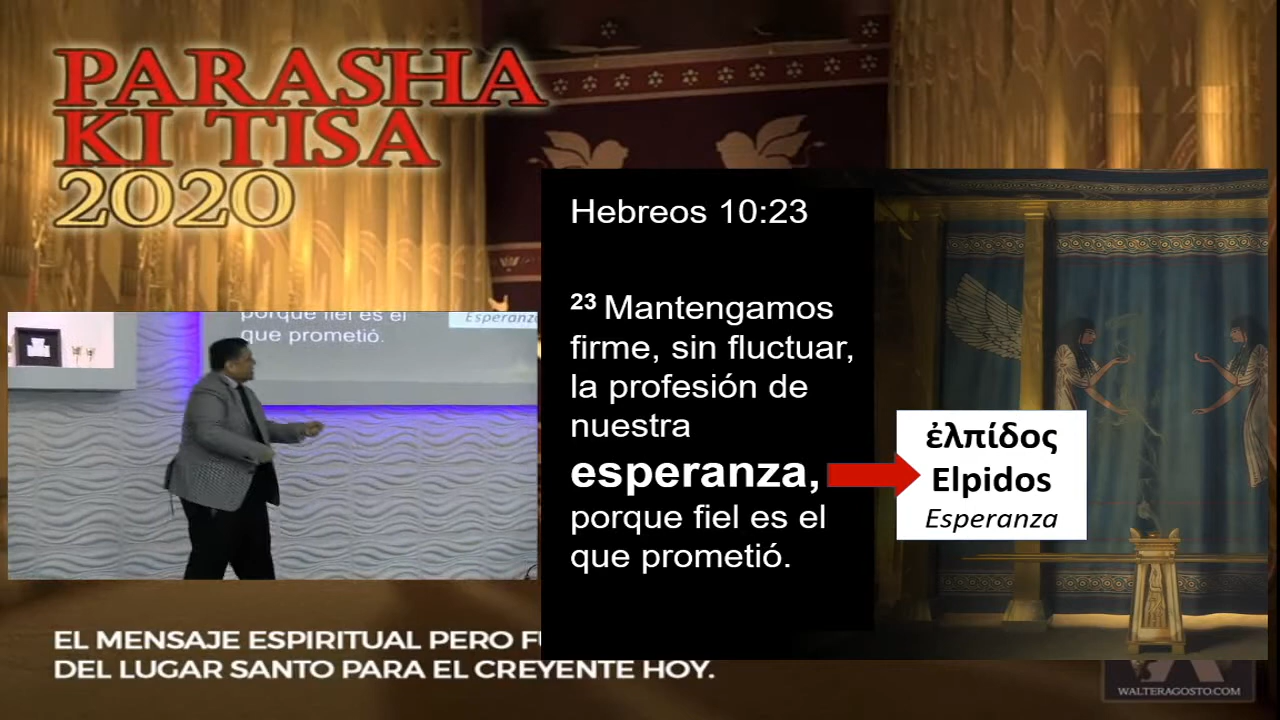 PARASHA
KI TISA
2020
Hebreos 10:23
23 Mantengamos
firme, sin fluctuar,
la profesión de
nuestra
esperanza,
porque fiel es el
que prometió.
ἐλπίδος
Elpidos
Esperanza
porque fiel es el
que prometió.
Esperanza
EL MENSAJE ESPIRITUAL PERO
DEL LUGAR SANTO PARA EL CREYENTE HOY.
WALTERAGOSTO.COM